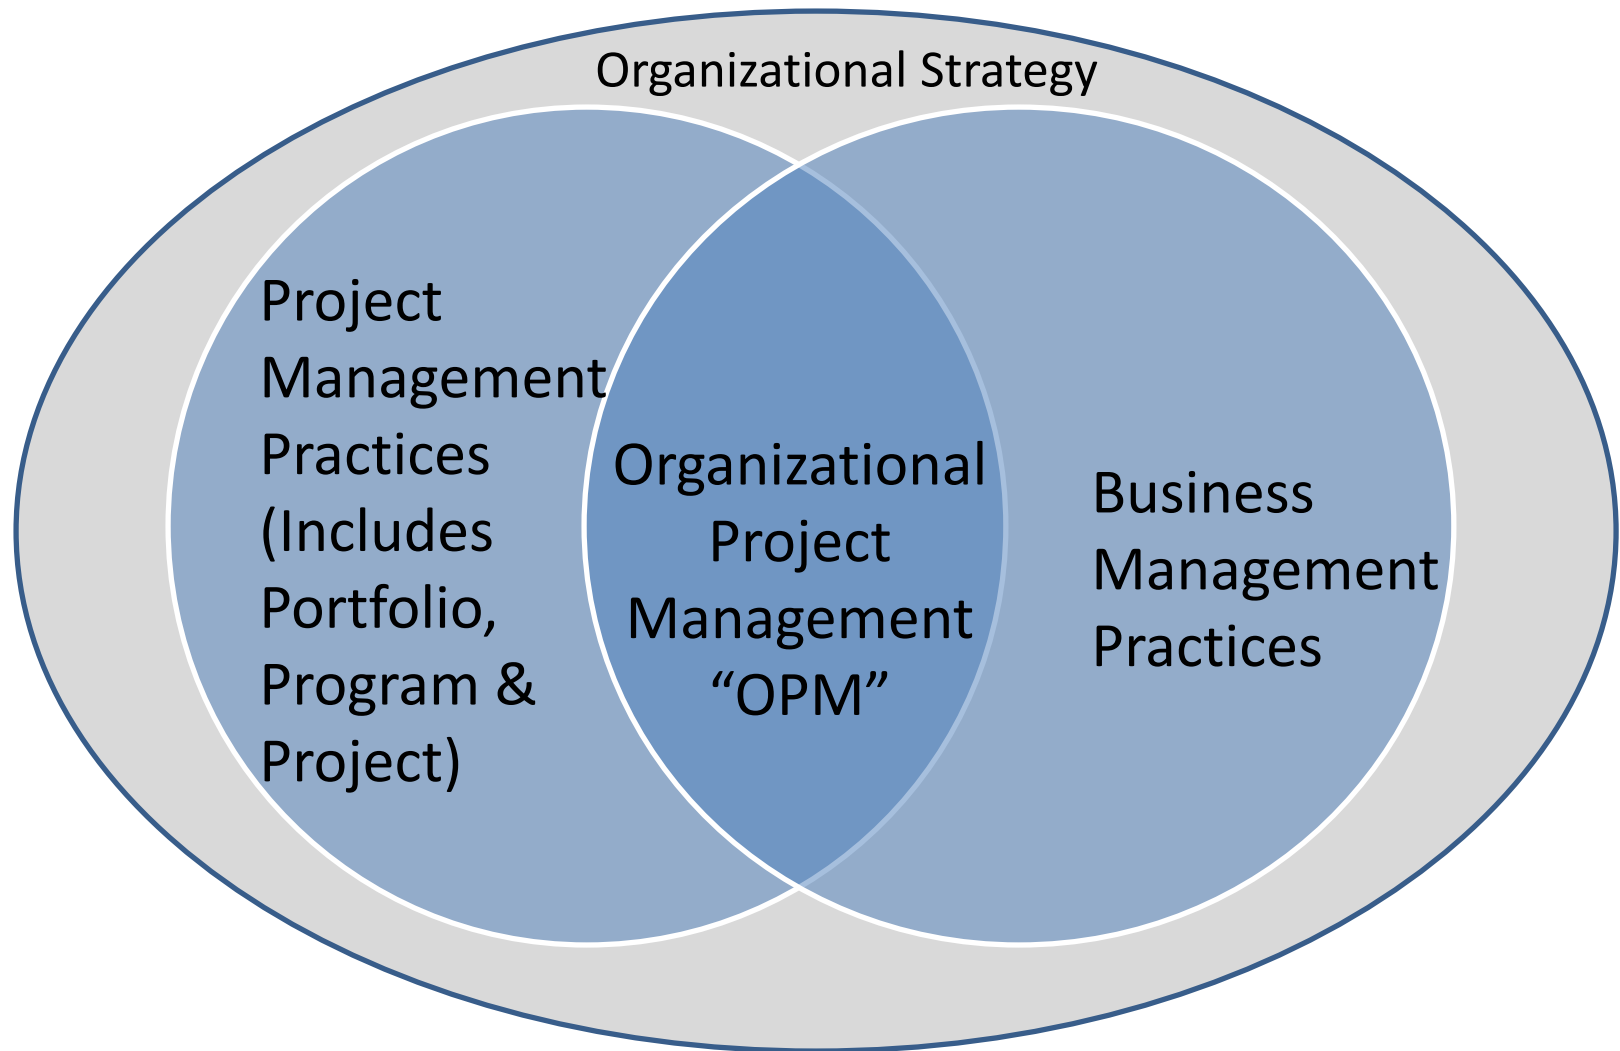 Organizational Strategy
Project
Management
Practices
(Includes
Portfolio,
Program &
Project)
Organizational
Project
Management
“OPM”
Business
Management
Practices